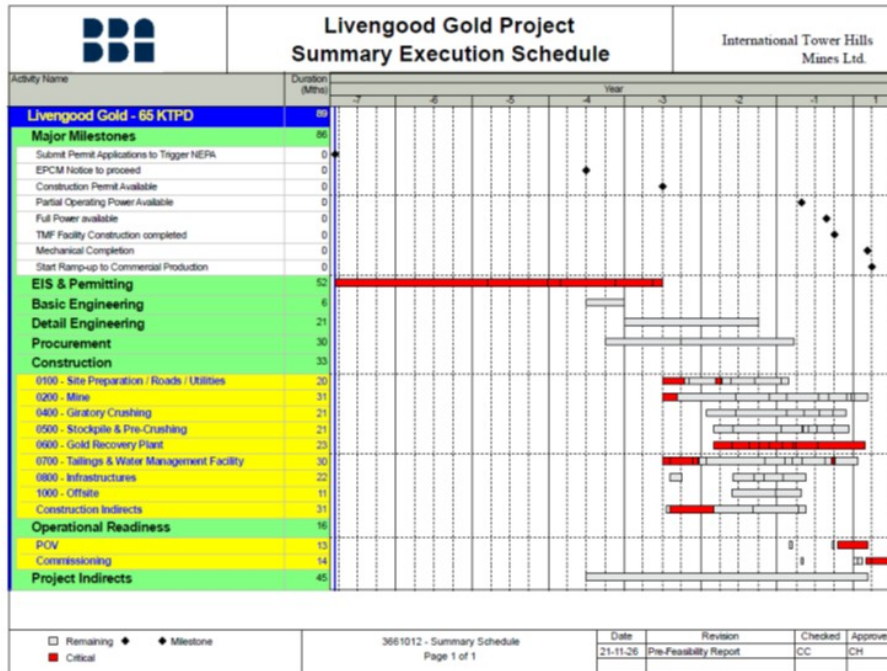 BBA
Livengood Gold Project
Summary Execution Schedule
International Tower Hills
Mines Ltd.
Activity Name Duration (Mths) Year
-7 -6 -5 -4 -3 -2 -1 1
Livengood Gold - 65 KTPD 89
Major Milestones 86
Submit Permit Applications to Trigger NEPA 0
EPCM Notice to proceed 0
Construction Permit Available 0
Partial Operating Power Available 0
Full Power available 0
TMF Facility Construction completed 0
Mechanical Completion 0
Start Ramp-up to Commercial Production 0
EIS & Permitting 52
Basic Engineering 6
Detail Engineering 21
Procurement 30
Construction 33
0100 - Site Preparation / Roads / Utilities 20
0200 - Mine 31
0400 - Giratory Crushing 21
0500 - Stockpile & Pre-Crushing 21
0600 - Gold Recovery Plant 23
0700 - Tailings & Water Management Facility 30
0800 - Infrastructures 22
1000 - Offsite 11
Construction Indirects 31
Operational Readiness 16
POV 13
Commissioning 14
Project Indirects 45
Remaining Milestone
Critical
3661012 - Summary Schedule
Page 1 of 1
Date Revision Checked Approve
21-11-26 Pre-Feasibility Report CC CH